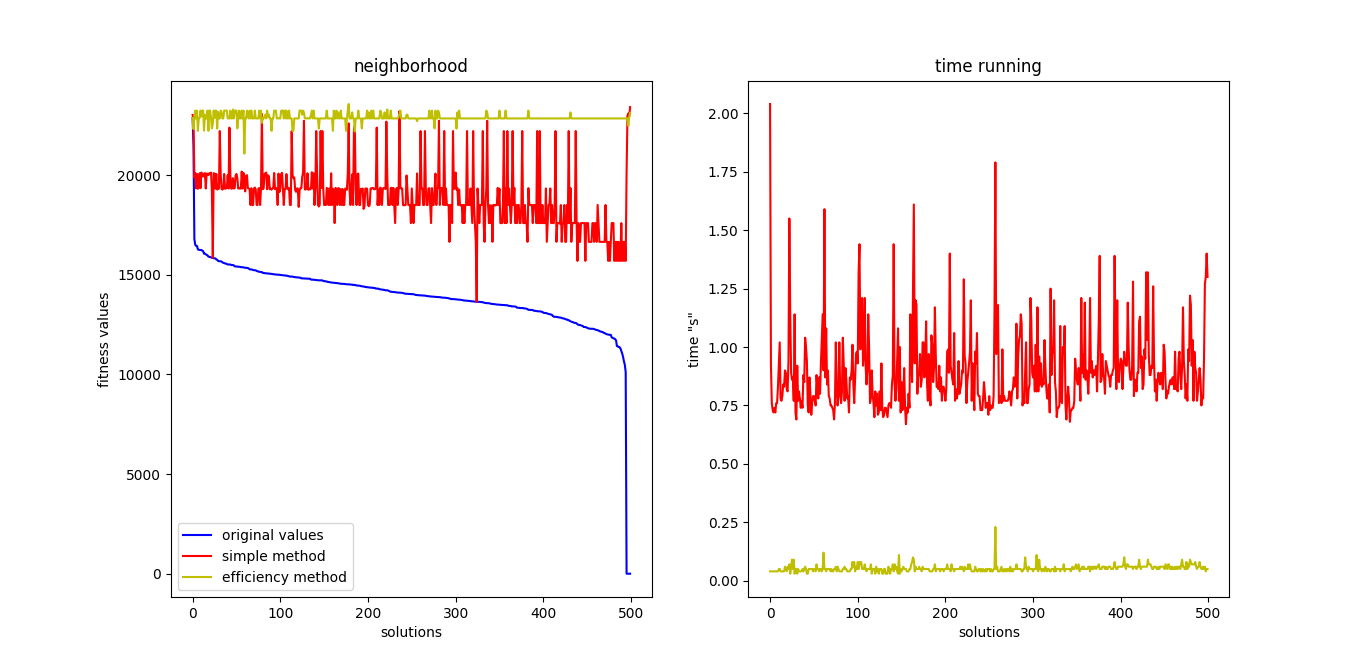 neighborhood
fitness values
20000
15000
10000
5000
0
original values
simple method
efficiency method
0 100 200 300 400 500
solutions
time running
time "s"
2.00
1.75
1.50
1.25
1.00
0.75
0.50
0.25
0.00
0 100 200 300 400 500
solutions